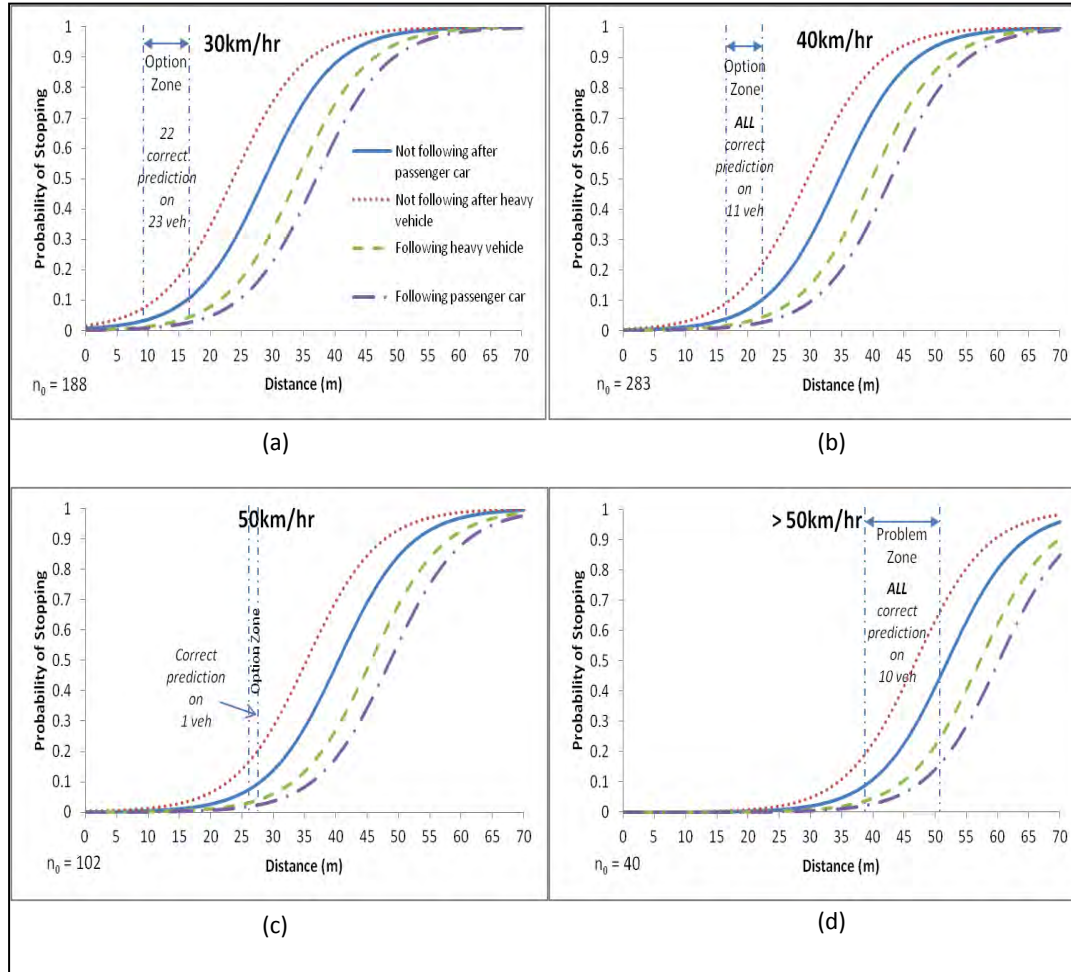 30km/hr
Probability of Stopping
1
0.9
0.8
0.7
0.6
0.5
0.4
0.3
0.2
0.1
0
Option
Zone
22
correct
prediction
on
23 veh
Not following after
passenger car
Not following after heavy
vehicle
Following heavy vehicle
Following passenger car
0 5 10 15 20 25 30 35 40 45 50 55 60 65 70
Distance (m)
n0 = 188
(a)
40km/hr
Probability of Stopping
1
0.9
0.8
0.7
0.6
0.5
0.4
0.3
0.2
0.1
0
Option
Zone
ALL
correct
prediction
on
11 veh
0 5 10 15 20 25 30 35 40 45 50 55 60 65 70
Distance (m)
n0 = 283
(b)
50km/hr
Probability of Stopping
1
0.9
0.8
0.7
0.6
0.5
0.4
0.3
0.2
0.1
0
Option Zone
Correct
prediction
on
1 veh
0 5 10 15 20 25 30 35 40 45 50 55 60 65 70
Distance (m)
n0 = 102
(c)
> 50km/hr
Probability of Stopping
1
0.9
0.8
0.7
0.6
0.5
0.4
0.3
0.2
0.1
0
Problem
Zone
ALL
correct
prediction
on
10 veh
0 5 10 15 20 25 30 35 40 45 50 55 60 65 70
Distance (m)
n0 = 40
(d)